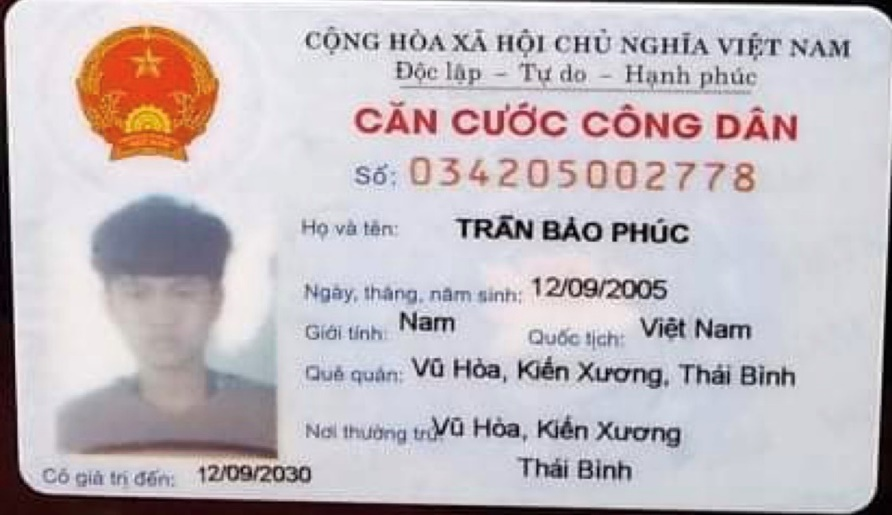 CỘNG HÒA XÃ HỘI CHỦ NGHĨA VIỆT NAM
Độc lập - Tự do - Hạnh phúc
CĂN CƯỚC CÔNG DÂN
Số: 034205002778
Họ và tên: TRẦN BẢO PHÚC
Ngày, tháng, năm sinh: 12/09/2005
Giới tính: Nam Quốc tịch: Việt Nam
Quê quán: Vũ Hòa, Kiến Xương, Thái Bình
Nơi thường trú: Vũ Hòa, Kiến Xương
Thái Bình
Có giá trị đến: 12/09/2030